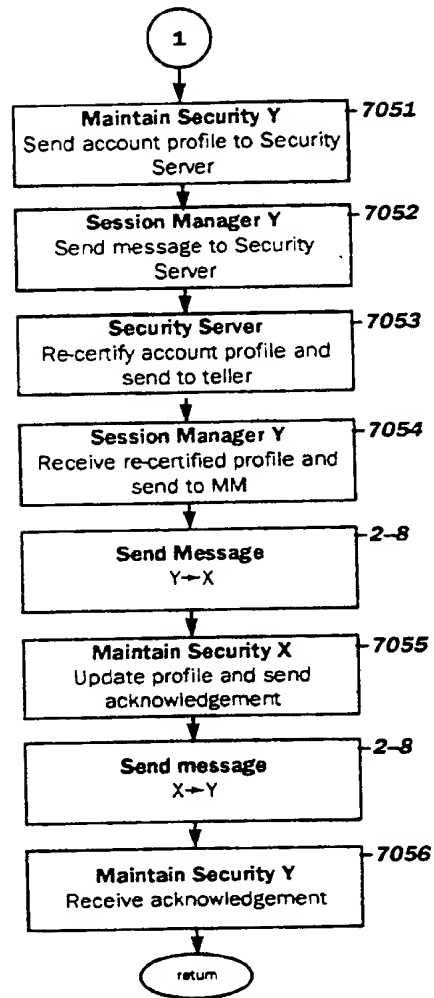 1
Maintain Security Y
7051
Send account profile to Security
Server
Session Manager Y
7052
Send message to Security
Server
Security Server
7053
Re-certify account profile and
send to teller
Session Manager Y
7054
Receive re-certified profile and
send to MM
Send Message
2-8
Y→X
Maintain Security X
7055
Update profile and send
acknowledgement
Send message
2-8
X→Y
Maintain Security Y
7056
Receive acknowledgement
return